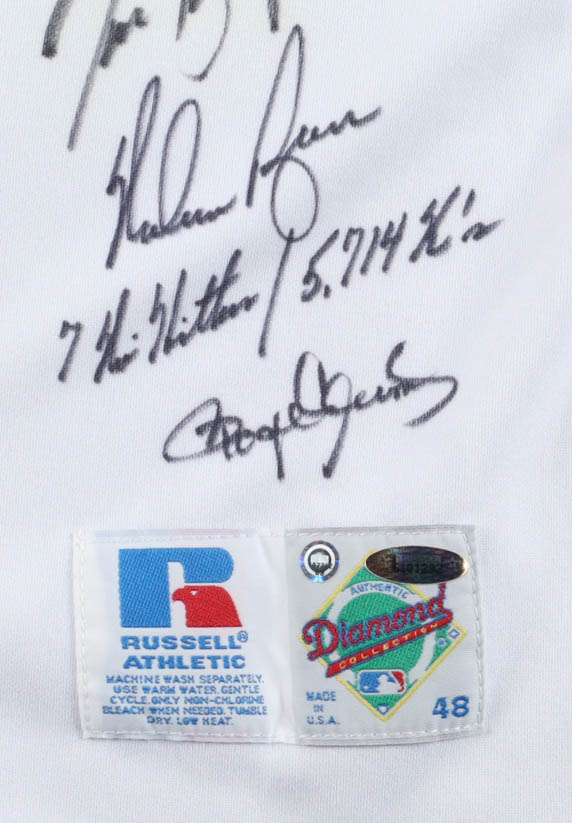 Nolan Ryan
7 No Hitters / 5,714 K's
Roger Clemens
RUSSELL®
ATHLETIC
MACHINE WASH SEPARATELY.
USE WARM WATER. GENTLE
CYCLE. ONLY NON-CHLORINE
BLEACH WHEN NEEDED. TUMBLE
DRY. LOW HEAT.
AUTHENTIC
Diamond
COLLECTION
MADE
IN
U.S.A.
48